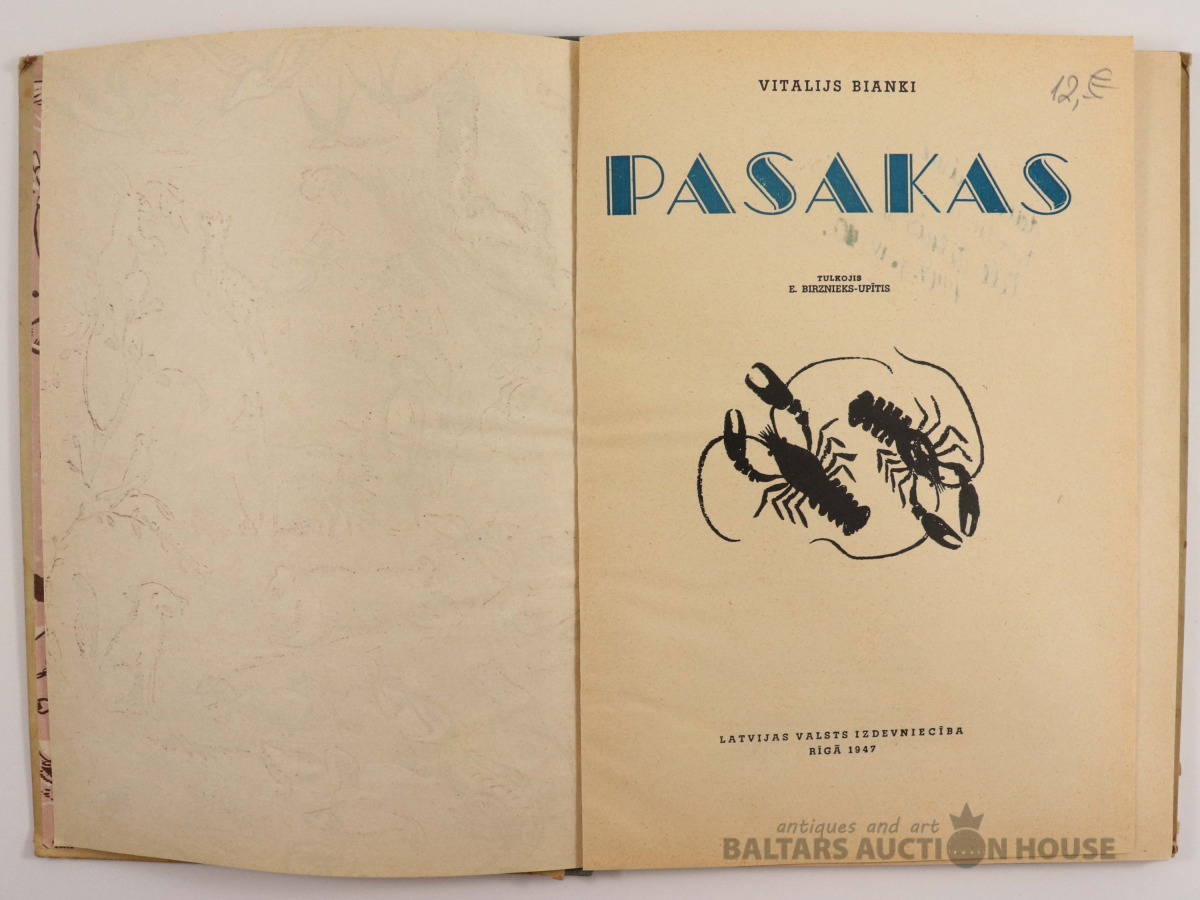 VITALIJS BIANKI
12,€
PASAKAS
TULKOJIS
E. BIRZNIEKS-UPĪTIS
LATVIJAS VALSTS IZDEVNIECĪBA
RĪGĀ 1947
antiques and art
BALTARS AUCTION HOUSE